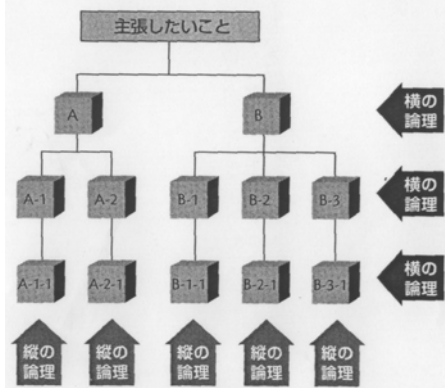 主張したいこと
A
B
横の
論理
A-1
A-2
B-1
B-2
B-3
横の
論理
A-1-1
A-2-1
B-1-1
B-2-1
B-3-1
横の
論理
縦の
論理
縦の
論理
縦の
論理
縦の
論理
縦の
論理